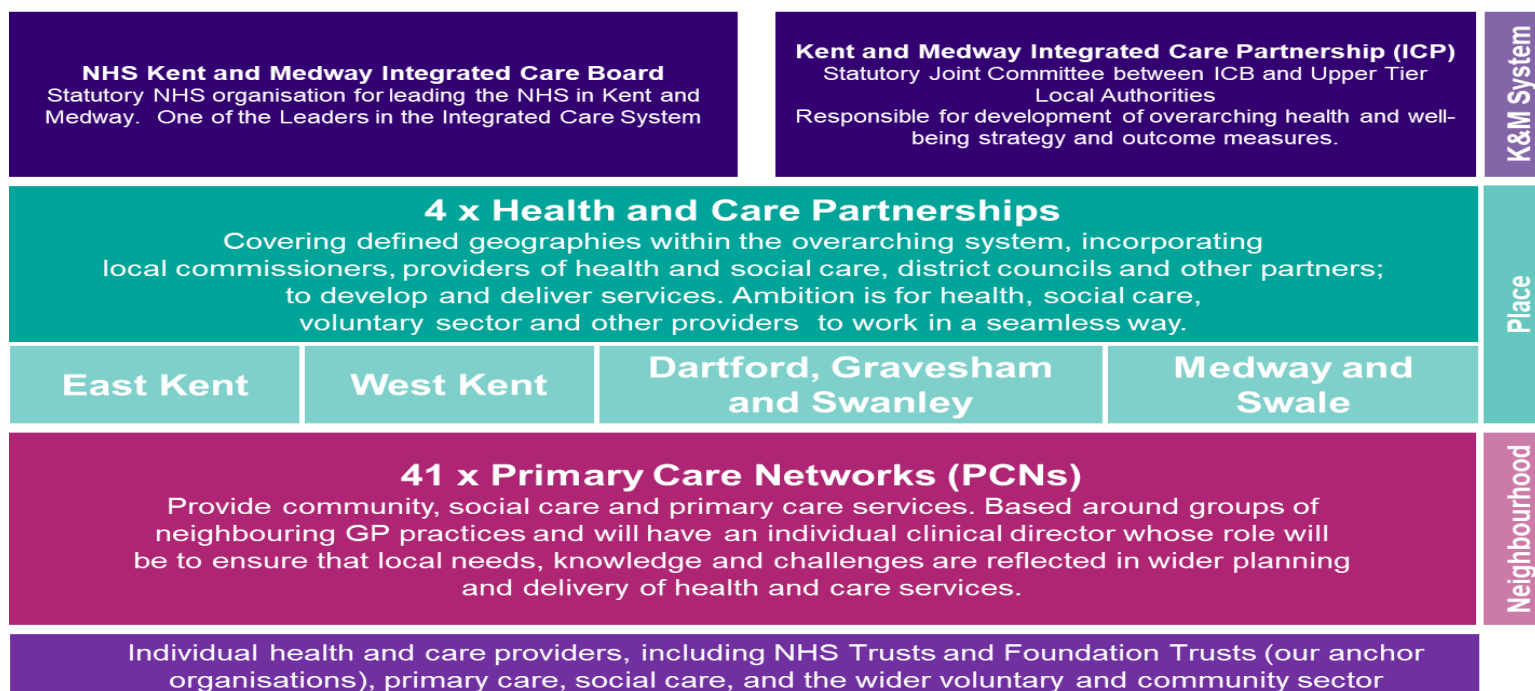 NHS Kent and Medway Integrated Care Board
Statutory NHS organisation for leading the NHS in Kent and
Medway. One of the Leaders in the Integrated Care System
Kent and Medway Integrated Care Partnership (ICP)
Statutory Joint Committee between ICB and Upper Tier
Local Authorities
Responsible for development of overarching health and well-
being strategy and outcome measures.
K&M System
4 x Health and Care Partnerships
Covering defined geographies within the overarching system, incorporating
local commissioners, providers of health and social care, district councils and other partners;
to develop and deliver services. Ambition is for health, social care,
voluntary sector and other providers to work in a seamless way.
Place
East Kent
West Kent
Dartford, Gravesham
and Swanley
Medway and
Swale
41 x Primary Care Networks (PCNs)
Provide community, social care and primary care services. Based around groups of
neighbouring GP practices and will have an individual clinical director whose role will
be to ensure that local needs, knowledge and challenges are reflected in wider planning
and delivery of health and care services.
Neighbourhood
Individual health and care providers, including NHS Trusts and Foundation Trusts (our anchor
organisations), primary care, social care, and the wider voluntary and community sector